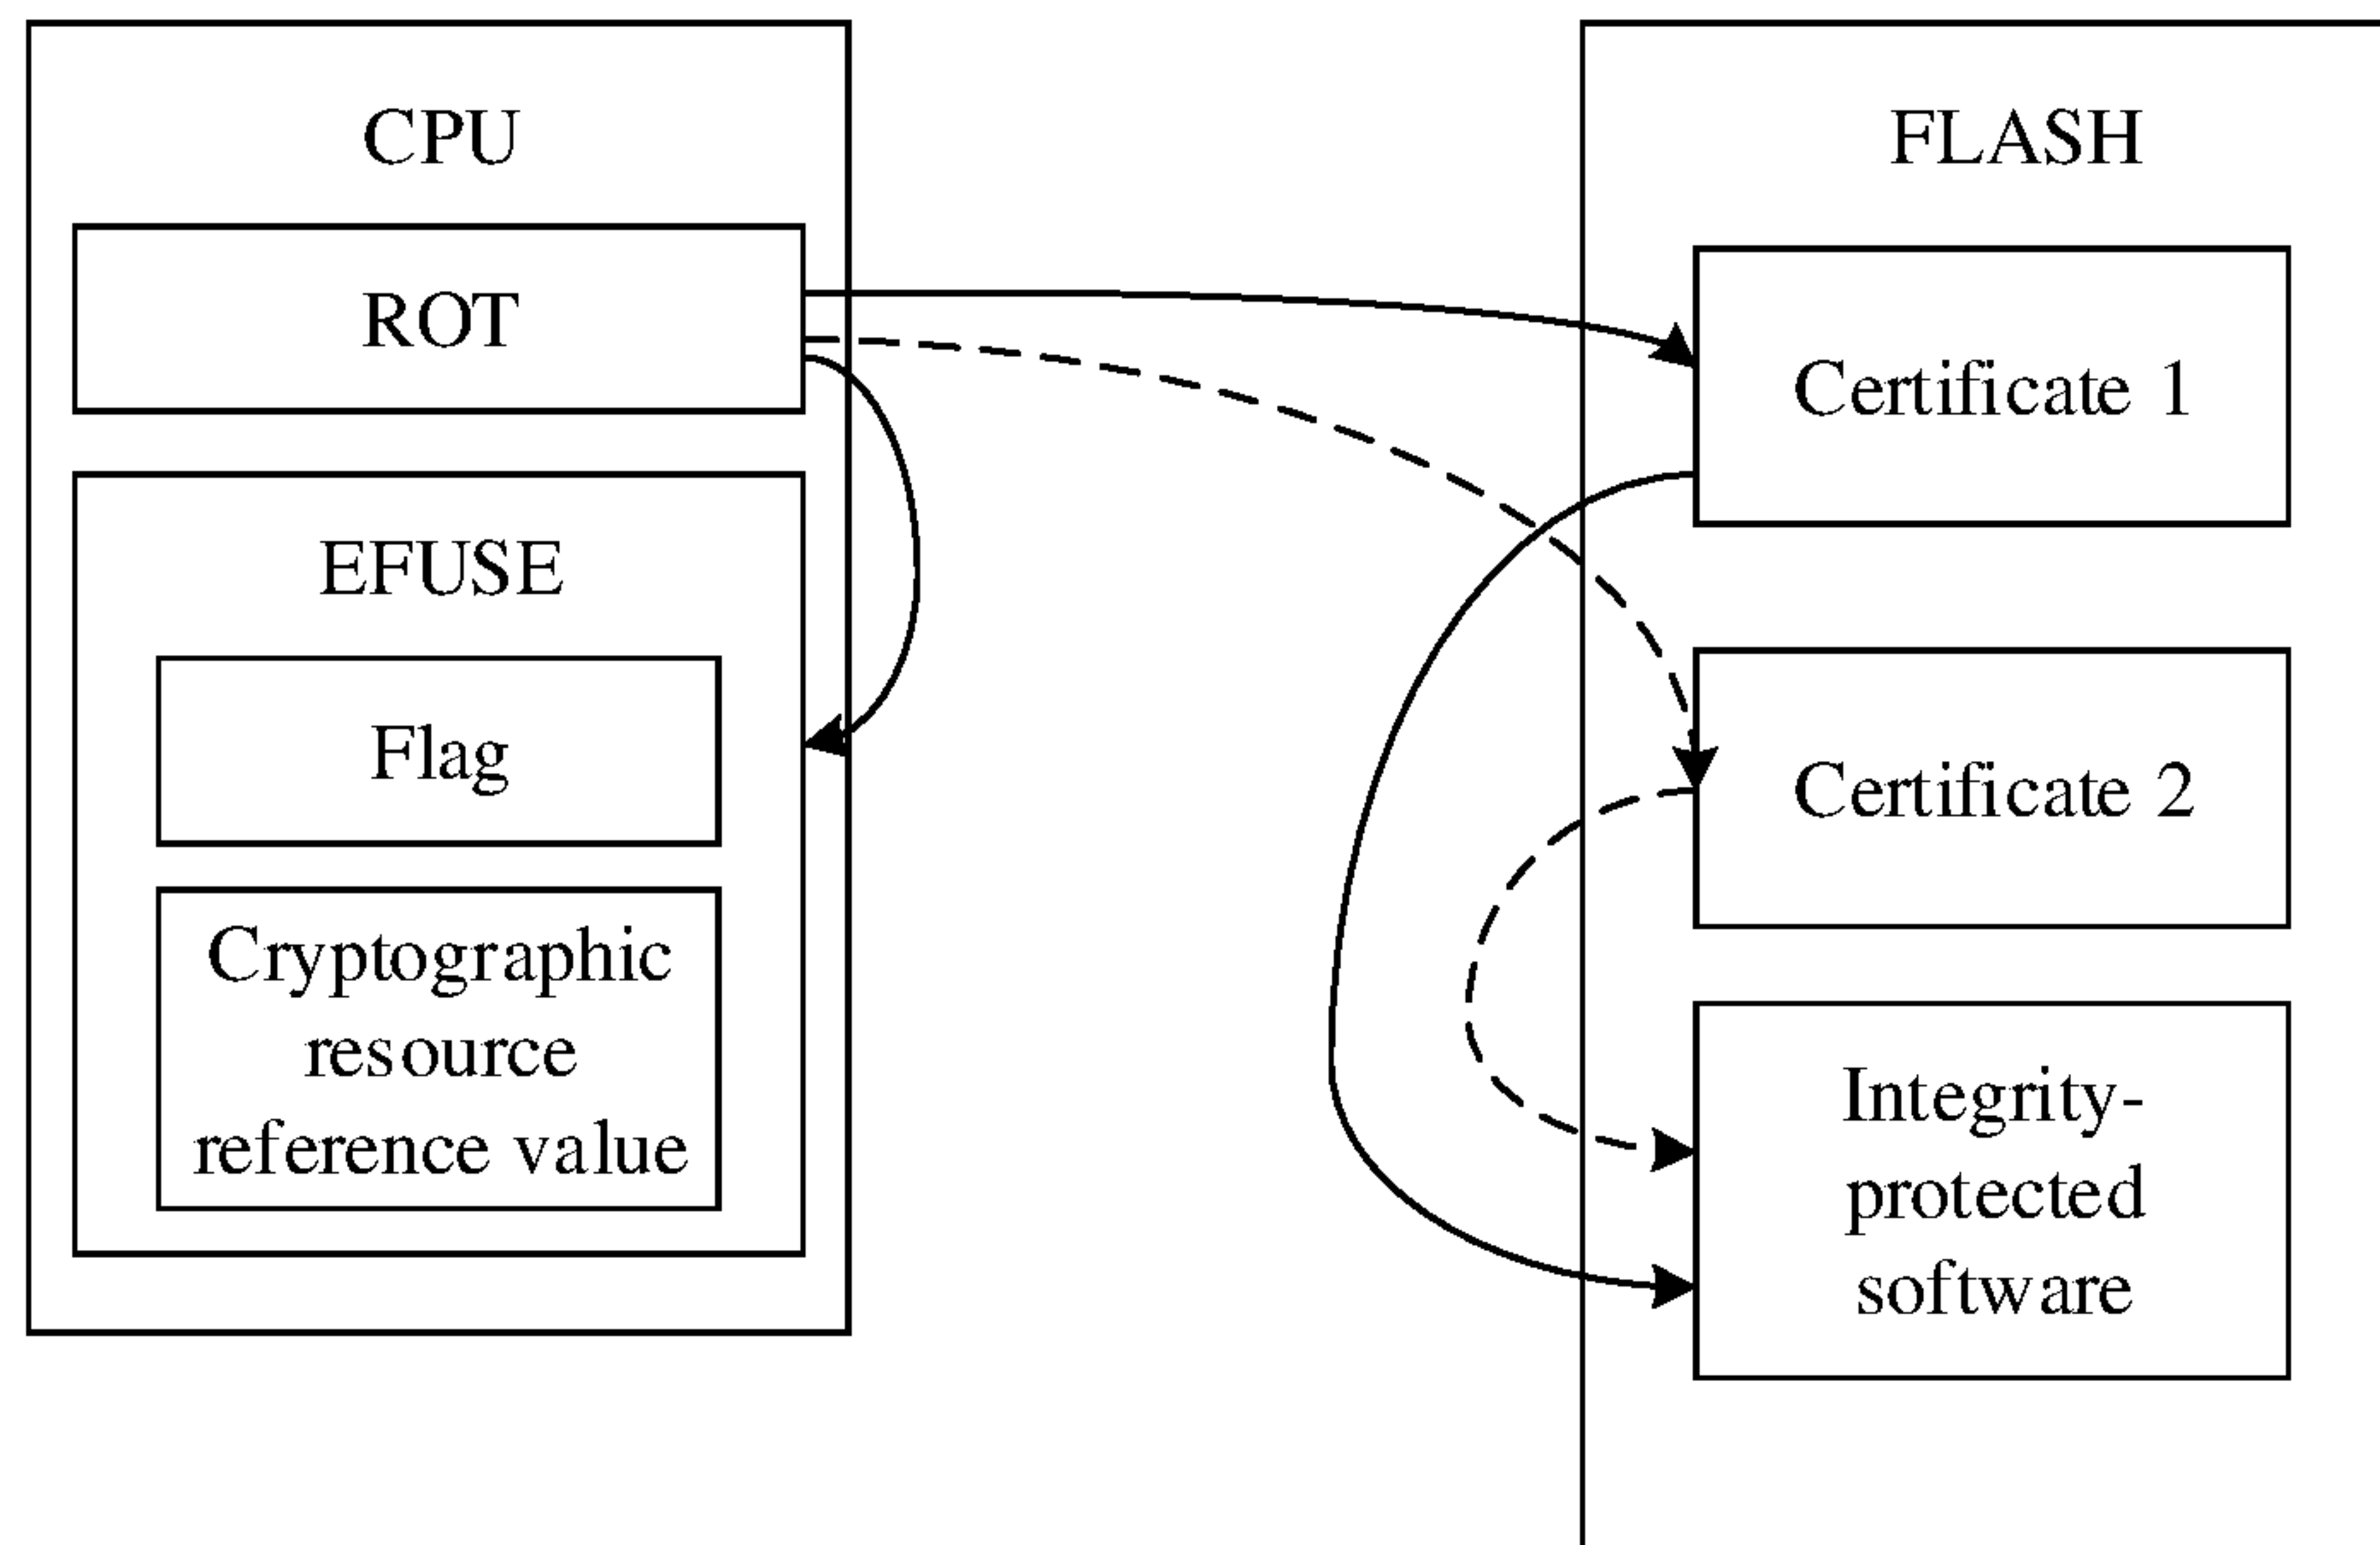 CPU
ROT
EFUSE
Flag
Cryptographic
resource
reference value
FLASH
Certificate 1
Certificate 2
Integrity-
protected
software